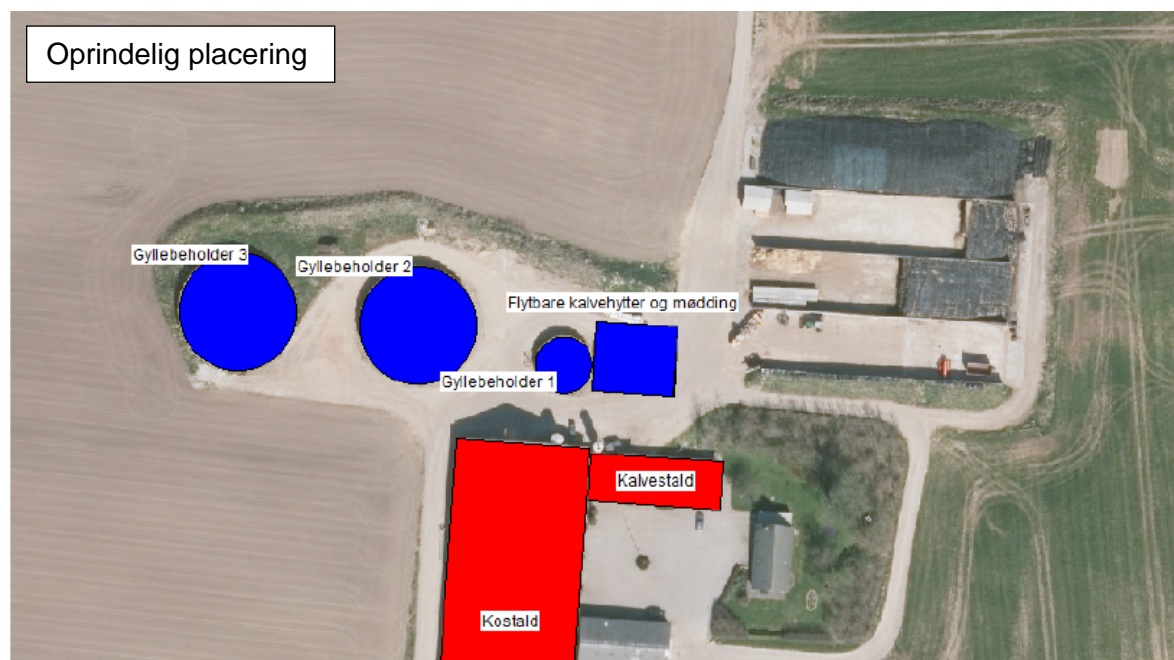 Oprindelig placering
Gyllebeholder 3
Gyllebeholder 2
Flytbare kalvehytter og mødding
Gyllebeholder 1
Kalvestald
Kostald